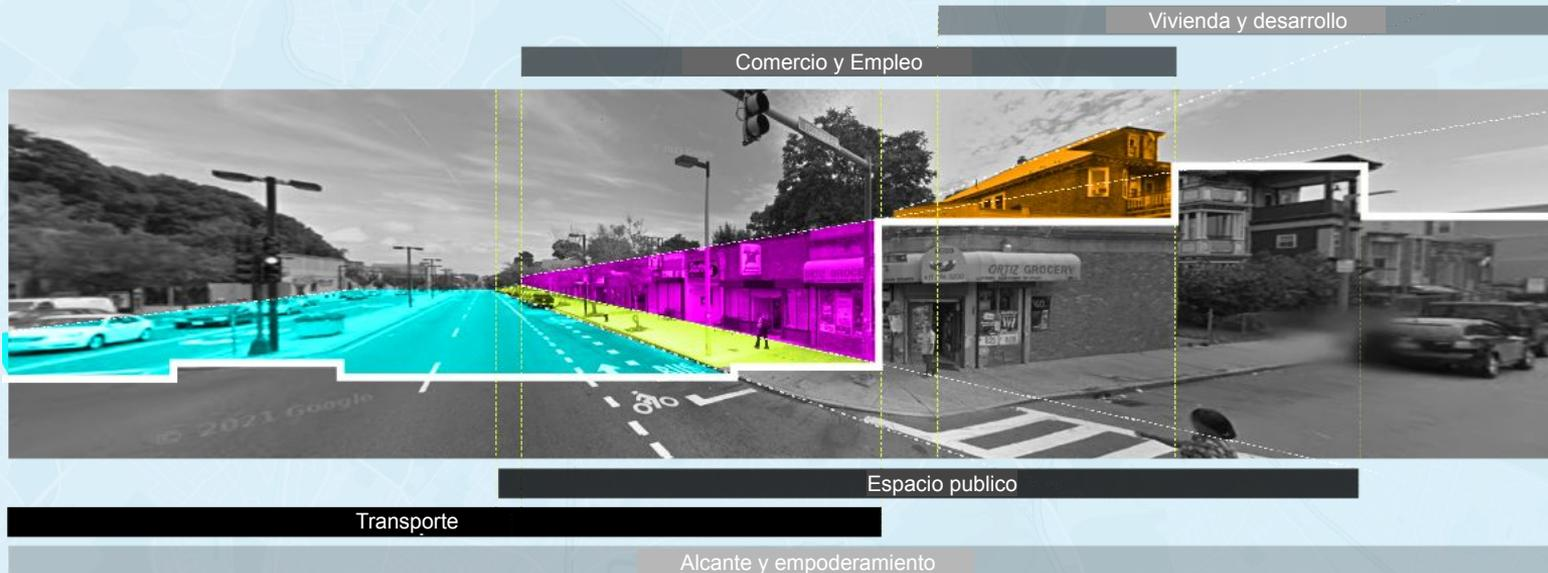 Vivienda y desarrollo
Comercio y Empleo
ORTIZ GROCERY
© 2021 Google
Espacio publico
Transporte
Alcante y empoderamiento